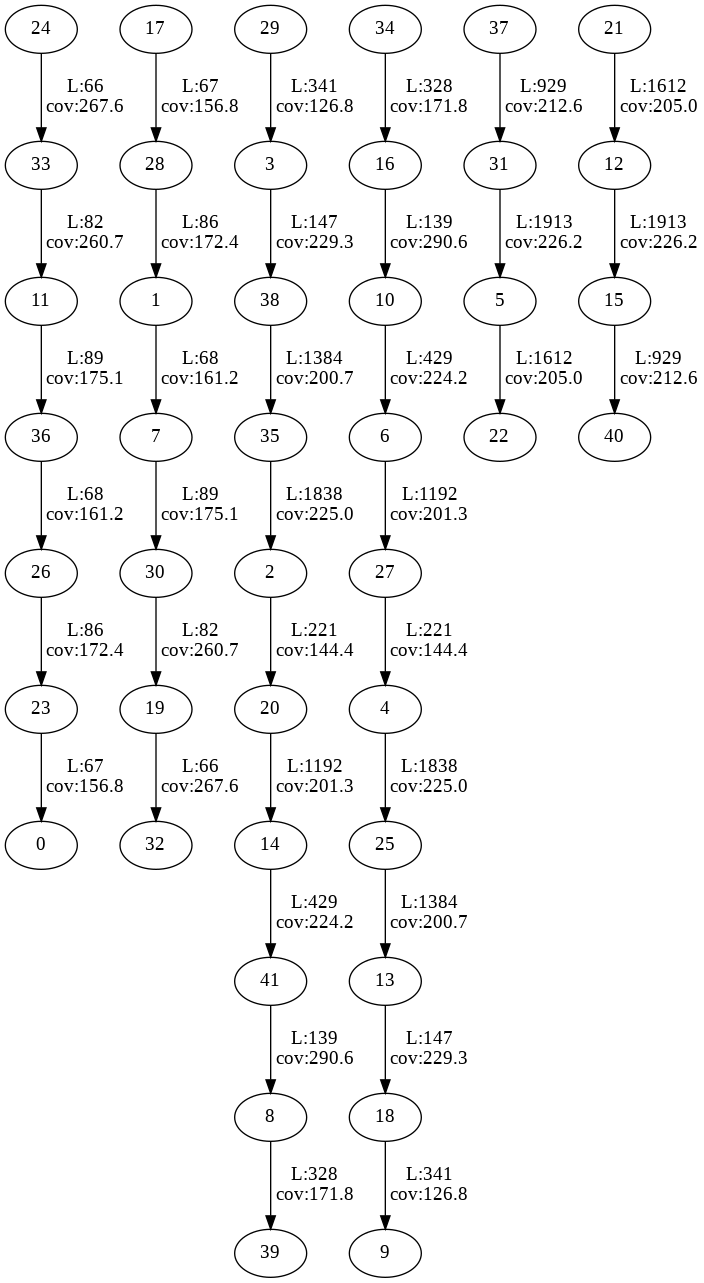 24 17 29 34 37 21
L:66 L:67 L:341 L:328 L:929 L:1612
cov:267.6 cov:156.8 cov:126.8 cov:171.8 cov:212.6 cov:205.0
33 28 3 16 31 12
L:82 L:86 L:147 L:139 L:1913 L:1913
cov:260.7 cov:172.4 cov:229.3 cov:290.6 cov:226.2 cov:226.2
11 1 38 10 5 15
L:89 L:68 L:1384 L:429 L:1612 L:929
cov:175.1 cov:161.2 cov:200.7 cov:224.2 cov:205.0 cov:212.6
36 7 35 6 22 40
L:68 L:89 L:1838 L:1192
cov:161.2 cov:175.1 cov:225.0 cov:201.3
26 30 2 27
L:86 L:82 L:221 L:221
cov:172.4 cov:260.7 cov:144.4 cov:144.4
23 19 20 4
L:67 L:66 L:1192 L:1838
cov:156.8 cov:267.6 cov:201.3 cov:225.0
0 32 14 25
L:429 L:1384
cov:224.2 cov:200.7
41 13
L:139 L:147
cov:290.6 cov:229.3
8 18
L:328 L:341
cov:171.8 cov:126.8
39 9